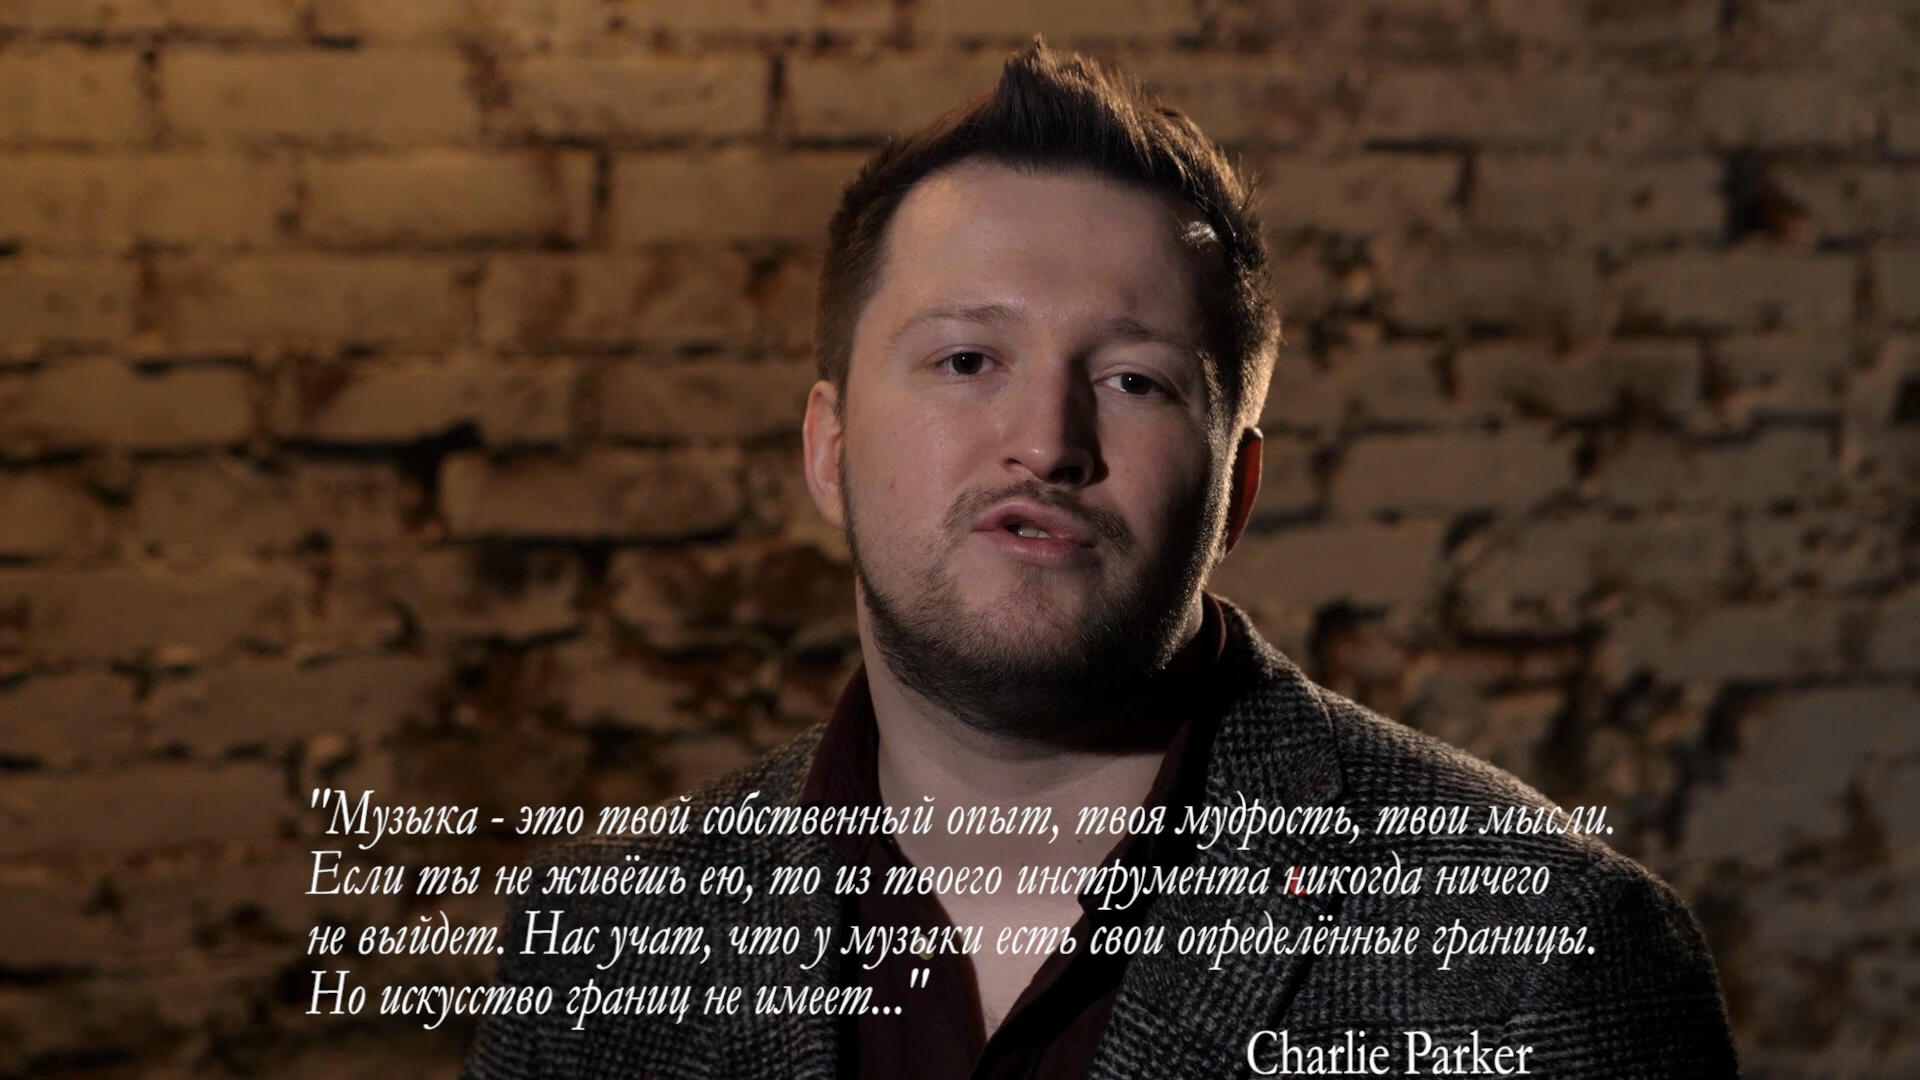 "Музыка - это твой собственный опыт, твоя мудрость, твои мысли.
Если ты не живёшь ею, то из твоего инструмента никогда ничего
не выйдет. Нас учат, что у музыки есть свои определённые границы.
Но искусство границ не имеет..."
Charlie Parker